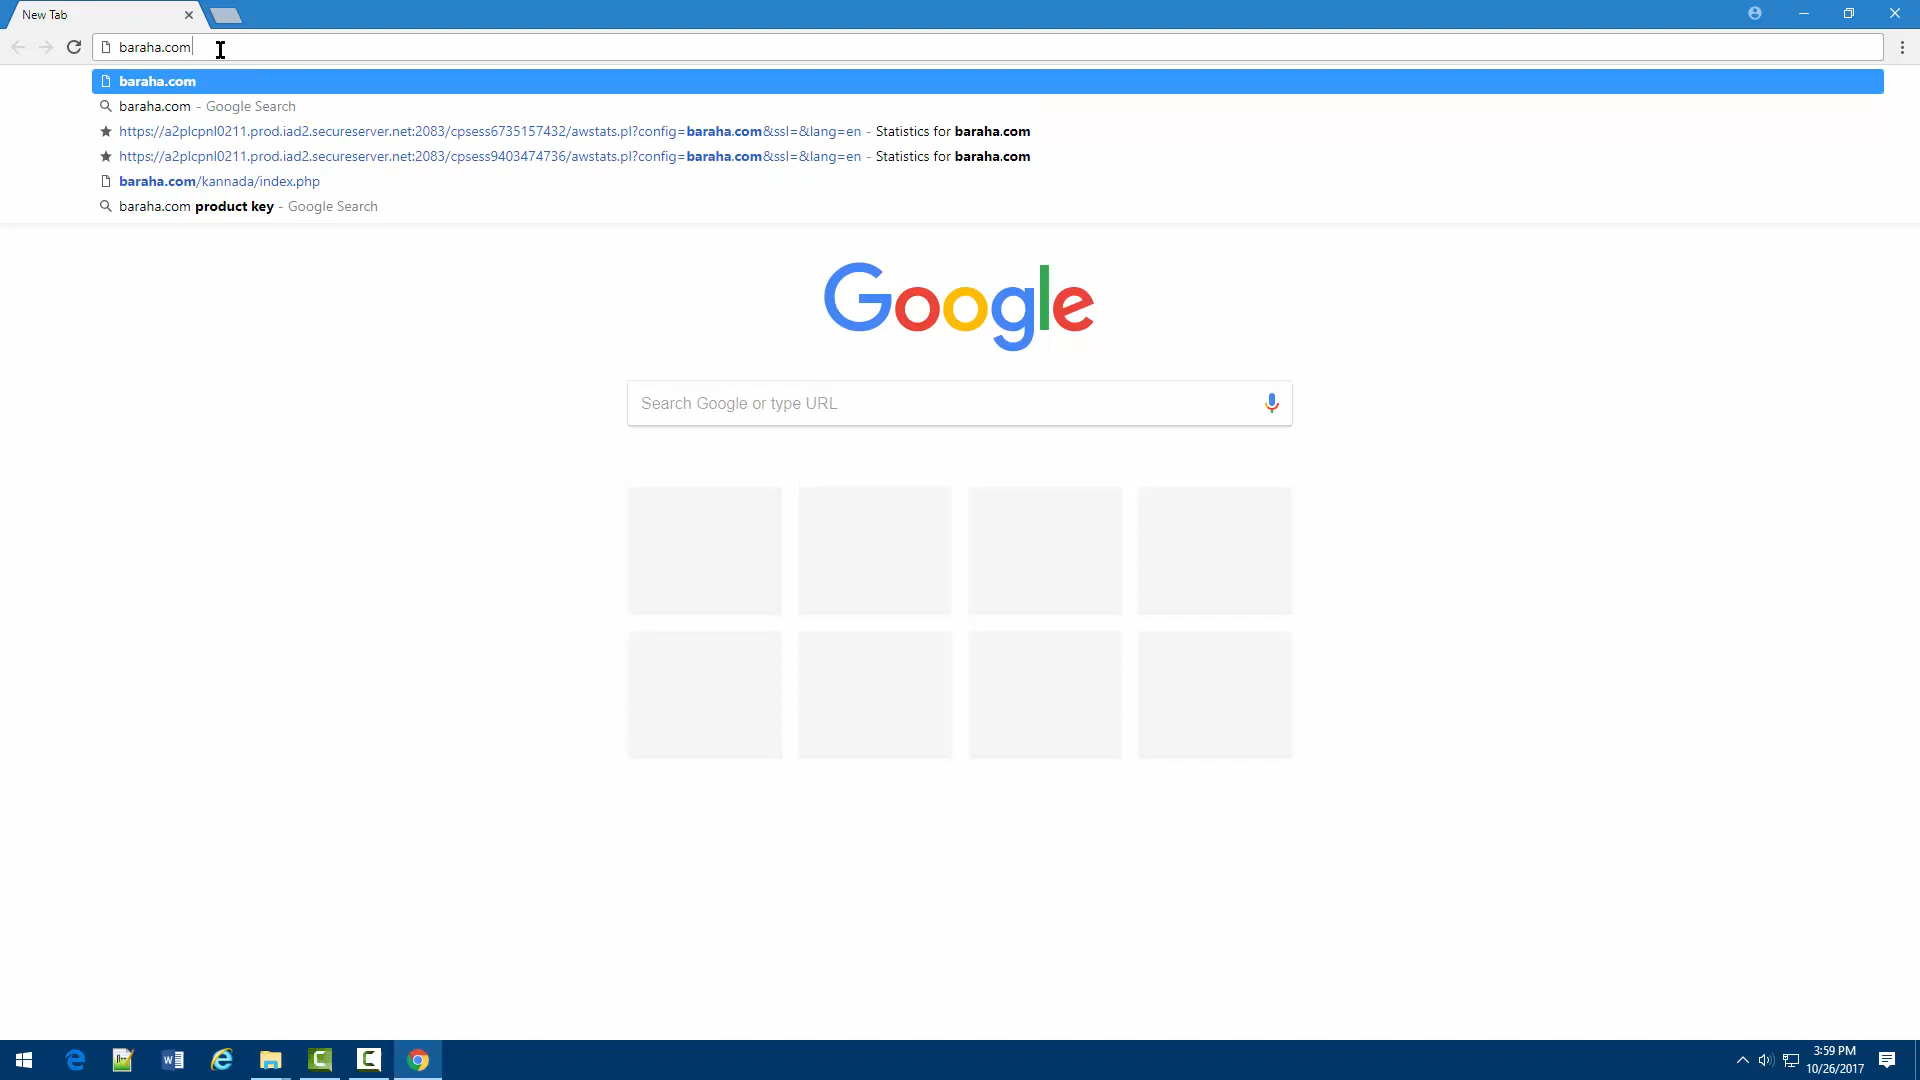 New Tab
baraha.com
baraha.com
baraha.com - Google Search
https://a2plcpnl0211.prod.iad2.secureserver.net:2083/cpsess6735157432/awstats.pl?config=baraha.com&ssl=&lang=en - Statistics for baraha.com
https://a2plcpnl0211.prod.iad2.secureserver.net:2083/cpsess9403474736/awstats.pl?config=baraha.com&ssl=&lang=en - Statistics for baraha.com
baraha.com/kannada/index.php
baraha.com product key - Google Search
Google
Search Google or type URL
3:59 PM
10/26/2017